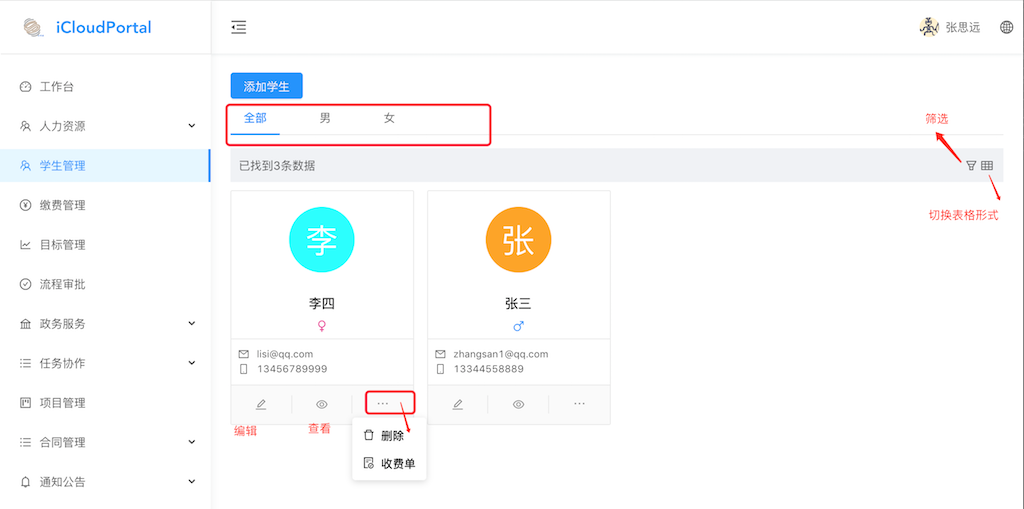 iCloudPortal
张思远
工作台
人力资源
学生管理
缴费管理
目标管理
流程审批
政务服务
任务协作
项目管理
合同管理
通知公告
添加学生
全部 男 女
筛选
已找到3条数据
切换表格形式
李
李四
lisi@qq.com
13456789999
编辑
查看
删除
收费单
张
张三
zhangsan1@qq.com
13344558889